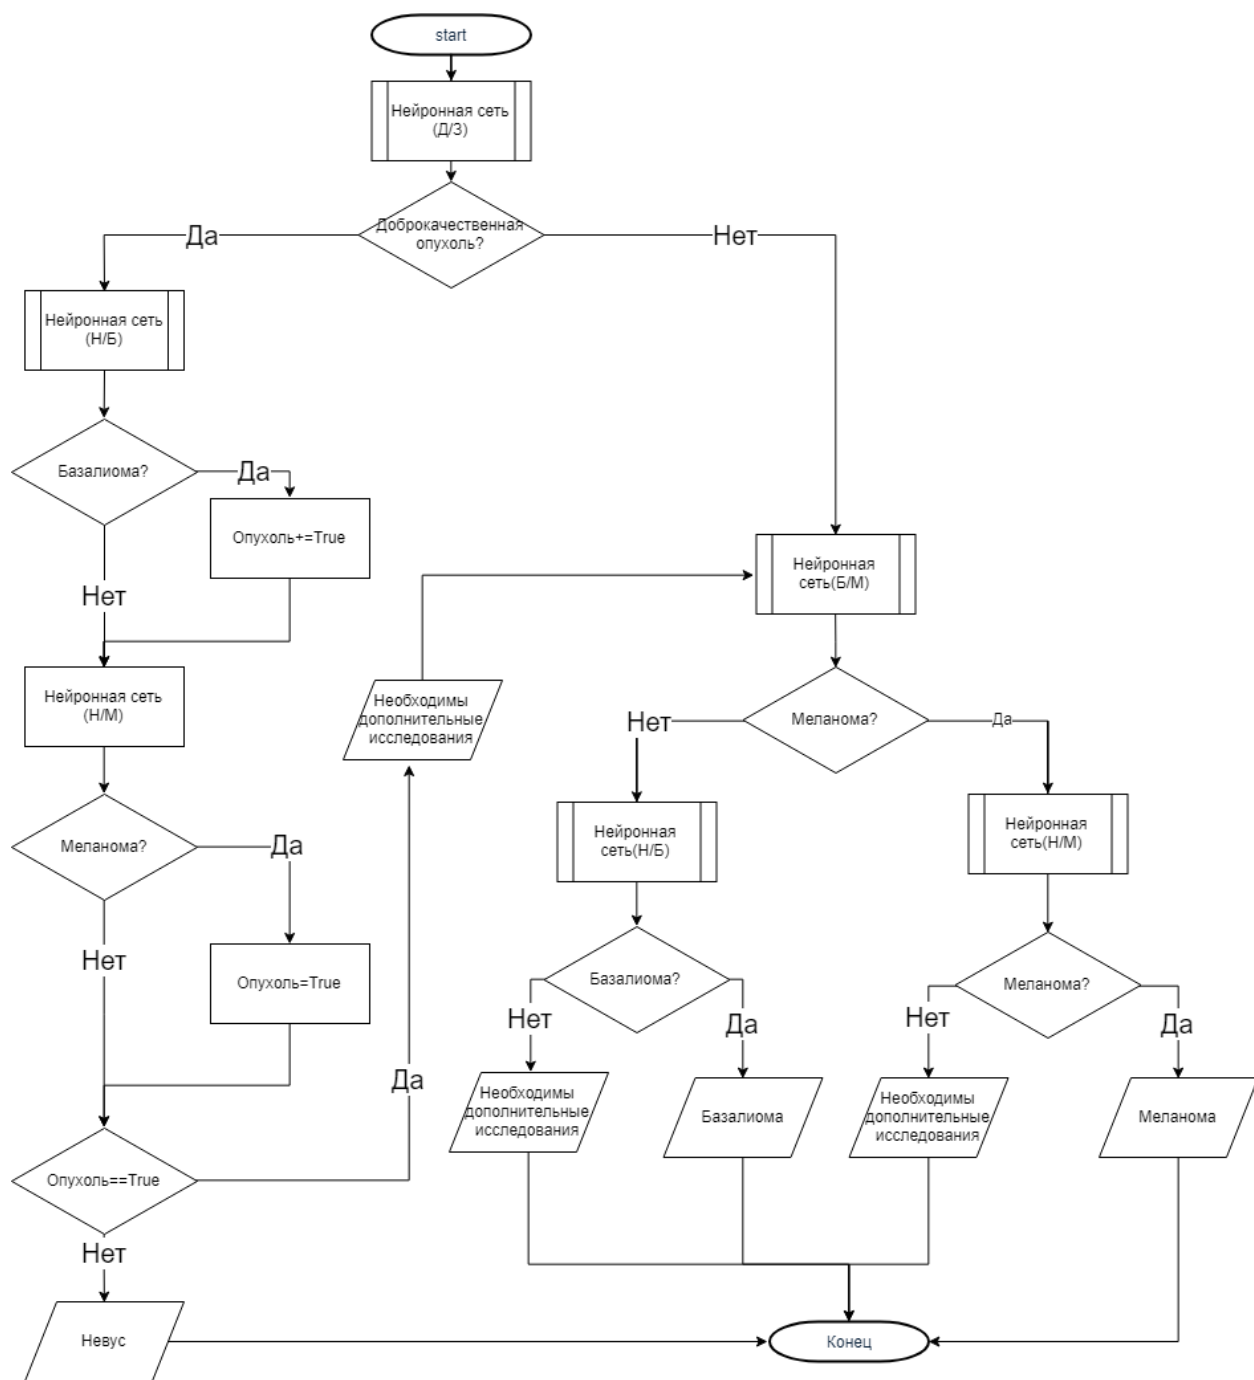 start
Нейронная сеть
(Д/З)
Доброкачественная
опухоль?
Да
Нет
Нейронная сеть
(Н/Б)
Базалиома?
Да
Опухоль+=True
Нет
Нейронная сеть
(Н/М)
Меланома?
Да
Нет
Опухоль=True
Опухоль==True
Да
Нет
Невус
Необходимы
дополнительные
исследования
Нейронная
сеть(Б/М)
Меланома?
Нет
Да
Нейронная
сеть(Н/Б)
Нейронная
сеть(Н/М)
Базалиома?
Нет
Да
Меланома?
Нет
Да
Необходимы
дополнительные
исследования
Базалиома
Необходимы
дополнительные
исследования
Меланома
Конец